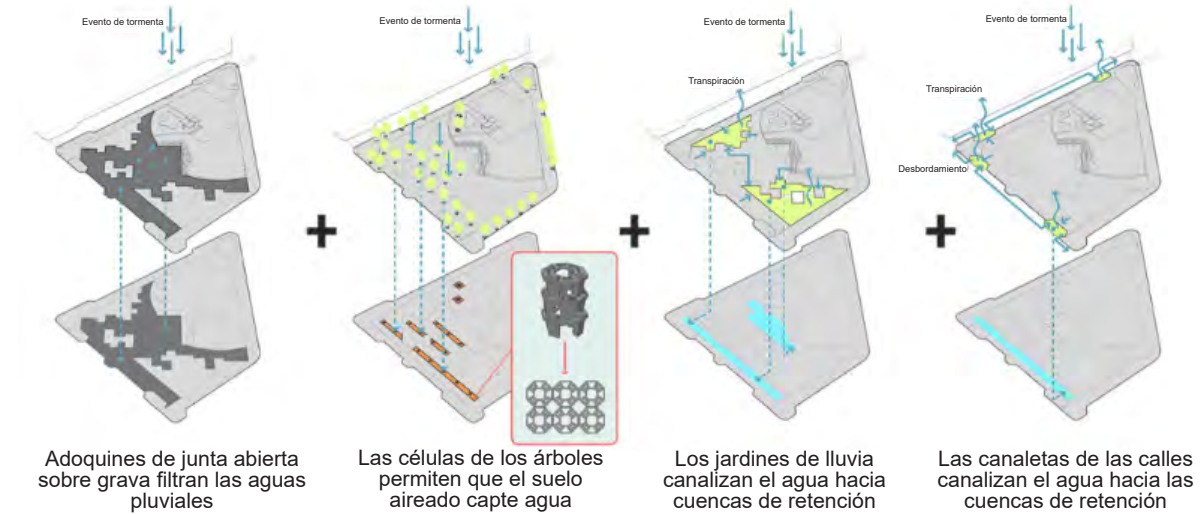 Evento de tormenta
Evento de tormenta
Evento de tormenta
Evento de tormenta
Transpiración
Transpiración
Desbordamiento
Adoquines de junta abierta
sobre grava filtran las aguas
pluviales
Las células de los árboles
permiten que el suelo
aireado capte agua
Los jardines de lluvia
canalizan el agua hacia
cuencas de retención
Las canaletas de las calles
canalizan el agua hacia las
cuencas de retención